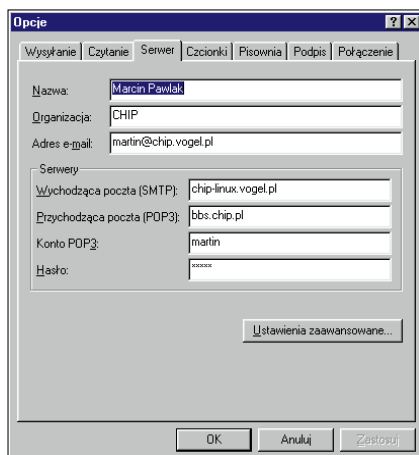 Opcje
Wysyłanie Czytanie Serwer Czcionki Pisownia Podpis Połączenie
Nazwa: Marcin Pawlak
Organizacja: CHIP
Adres e-mail: martin@chip.vogel.pl
Serwery
Wychodząca poczta (SMTP): chip-linux.vogel.pl
Przychodząca poczta (POP3): bbs.chip.pl
Konto POP3: martin
Hasło: *****
Ustawienia zaawansowane...
OK Anuluj Zastosuj